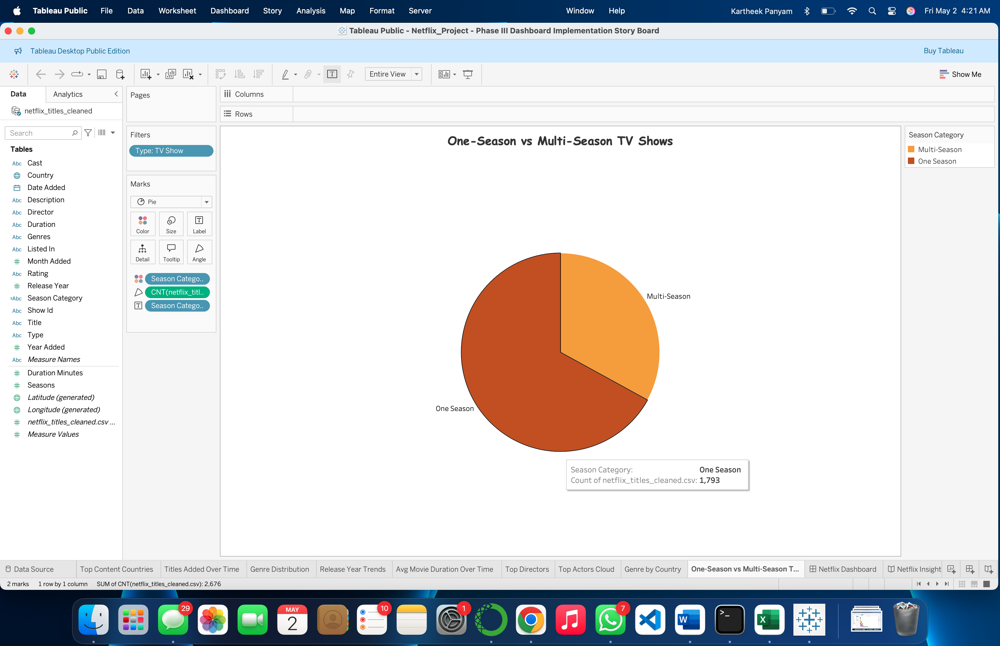 Tableau Public File Data Worksheet Dashboard Story Analysis Map Format Server Window Help Kartheek Panyam Fri May 2 4:21 AM
Tableau Public - Netflix_Project - Phase III Dashboard Implementation Story Board
Tableau Desktop Public Edition Buy Tableau
Entire View Show Me
Data Analytics
netflix_titles_cleaned
Search
Tables
Abc Cast
Country
Date Added
Abc Description
Abc Director
Abc Duration
Abc Genres
Abc Listed In
Month Added
Abc Rating
Release Year
=Abc Season Category
Abc Show Id
Abc Title
Abc Type
Year Added
Abc Measure Names
Duration Minutes
Seasons
Latitude (generated)
Longitude (generated)
netflix_titles_cleaned.csv ...
Measure Values
Pages
Filters
Type: TV Show
Marks
Pie
Color Size Label
Detail Tooltip Angle
Season Catego..
CNT(netflix_titl..
Season Catego..
Columns
Rows
One-Season vs Multi-Season TV Shows
Multi-Season
One Season
Season Category: One Season
Count of netflix_titles_cleaned.csv: 1,793
Season Category
Multi-Season
One Season
Data Source Top Content Countries Titles Added Over Time Genre Distribution Release Year Trends Avg Movie Duration Over Time Top Directors Top Actors Cloud Genre by Country One-Season vs Multi-Season T... Netflix Dashboard Netflix Insight
2 marks 1 row by 1 column SUM of CNT(netflix_titles_cleaned.csv): 2,676
29 MAY 2 10 1 7 W >_ X